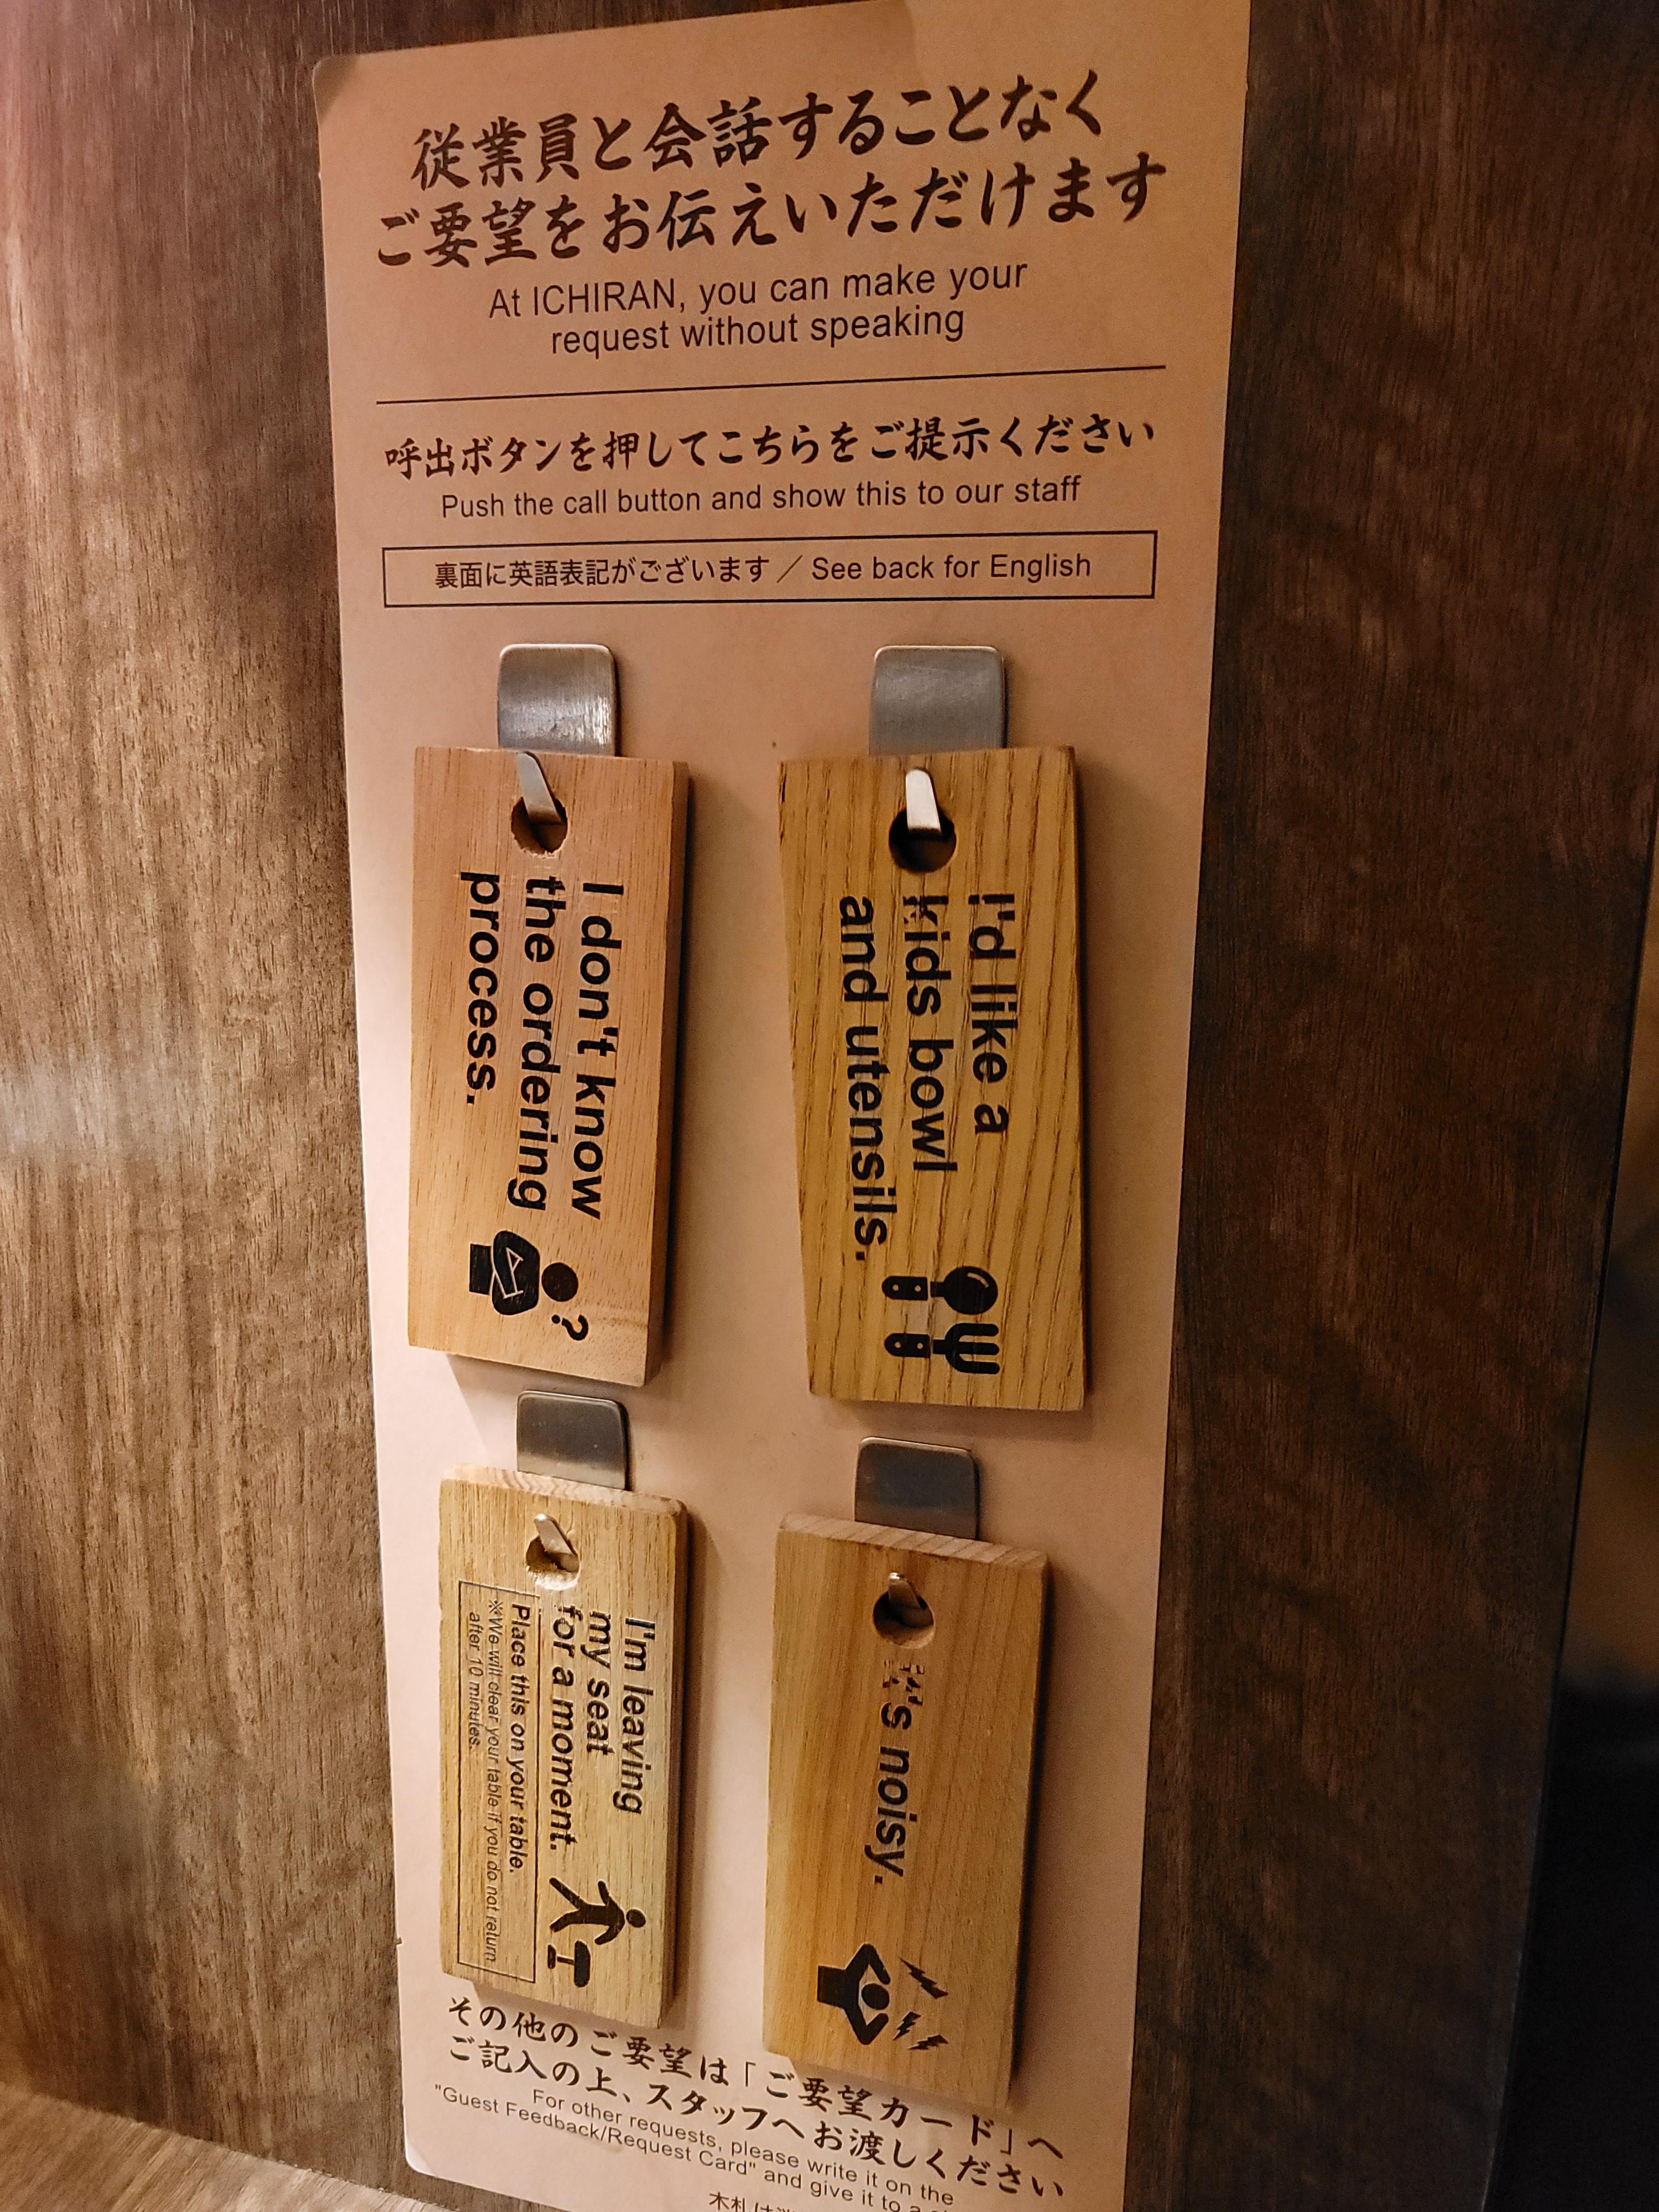 従業員と会話することなく
ご要望をお伝えいただけます
At ICHIRAN, you can make your
request without speaking
呼出ボタンを押してこちらをご提示ください
Push the call button and show this to our staff
裏面に英語表記がございます / See back for English
I don't know
the ordering
process.
?
I'd like a
kids bowl
and utensils.
I'm leaving
my seat
for a moment.
Place this on your table.
※We will clear your table if you do not return
after 10 minutes.
It's noisy.
その他のご要望は「ご要望カード」へ
ご記入の上、スタッフへお渡しください
For other requests, please write it on the
"Guest Feedback/Request Card" and give it to a
木札は